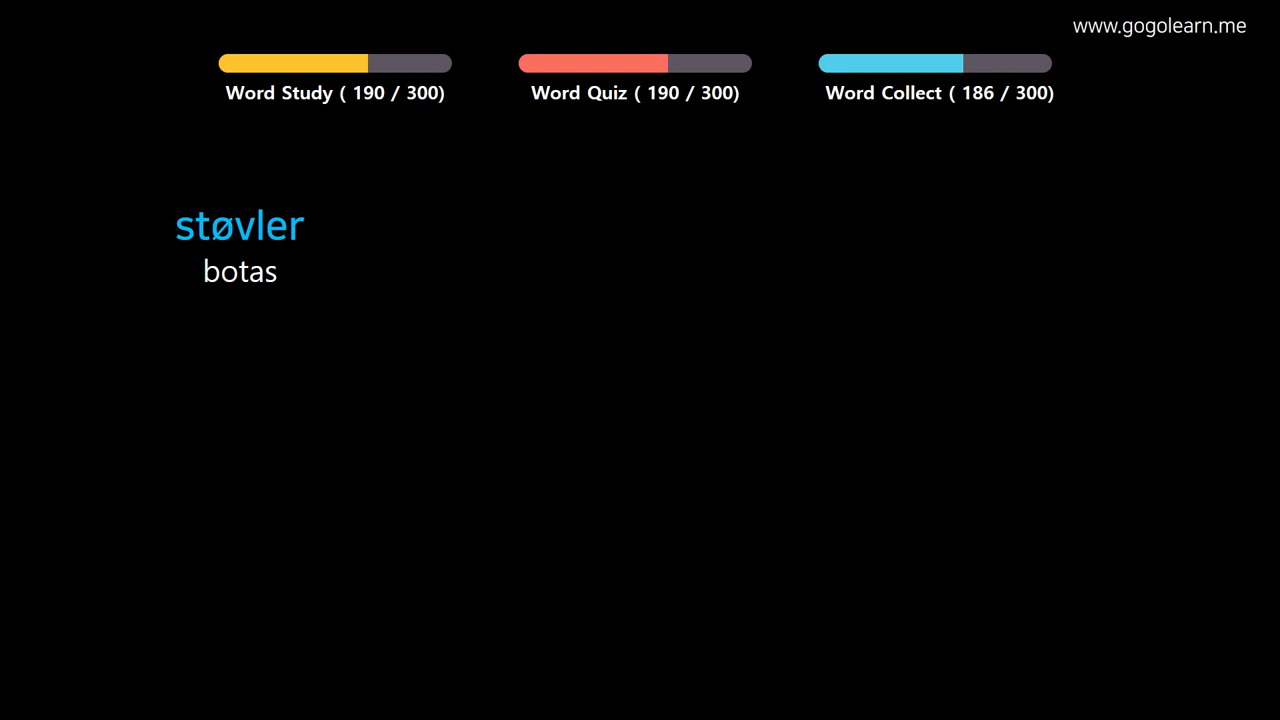 www.gogolearn.me
Word Study ( 190 / 300)
Word Quiz ( 190 / 300)
Word Collect ( 186 / 300)
støvler
botas